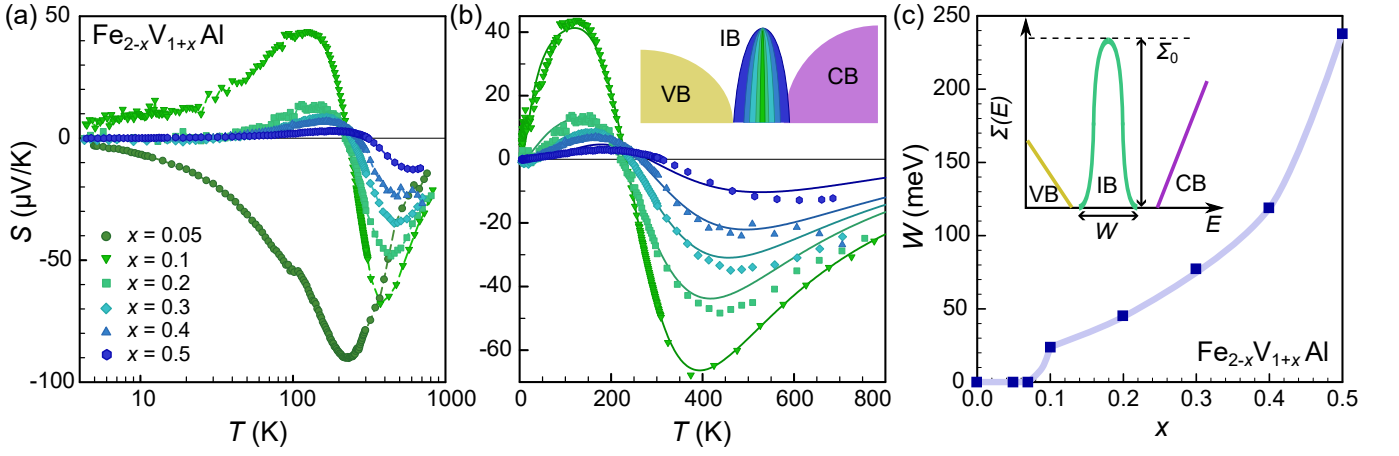 (a)
Fe2-xV1+xAl
S (μV/K)
40
0
-50
-100
10
100
1000
T (K)
x = 0.05
x = 0.1
x = 0.2
x = 0.3
x = 0.4
x = 0.5
(b)
40
20
0
-20
-40
-60
0
200
400
600
800
T (K)
VB
IB
CB
(c)
W (meV)
250
200
150
100
50
0
0.0
0.1
0.2
0.3
0.4
0.5
x
Σ(E)
Σ0
VB
IB
CB
W
E
Fe2-xV1+xAl